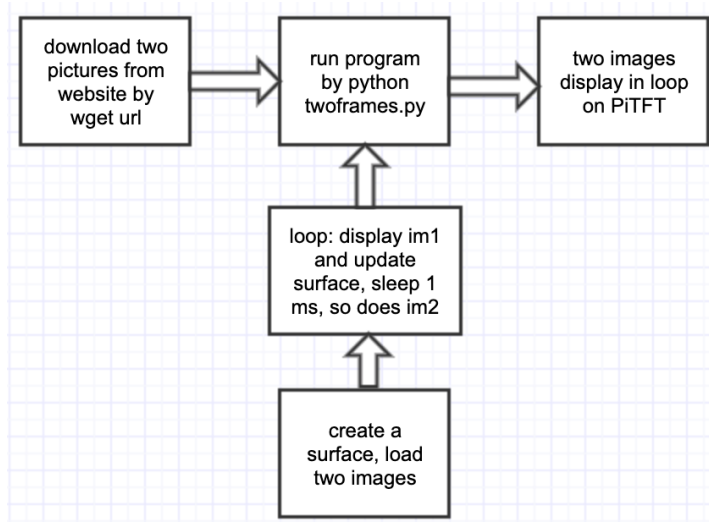 download two
pictures from
website by
wget url
run program
by python
twoframes.py
two images
display in loop
on PiTFT
loop: display im1
and update
surface, sleep 1
ms, so does im2
create a
surface, load
two images